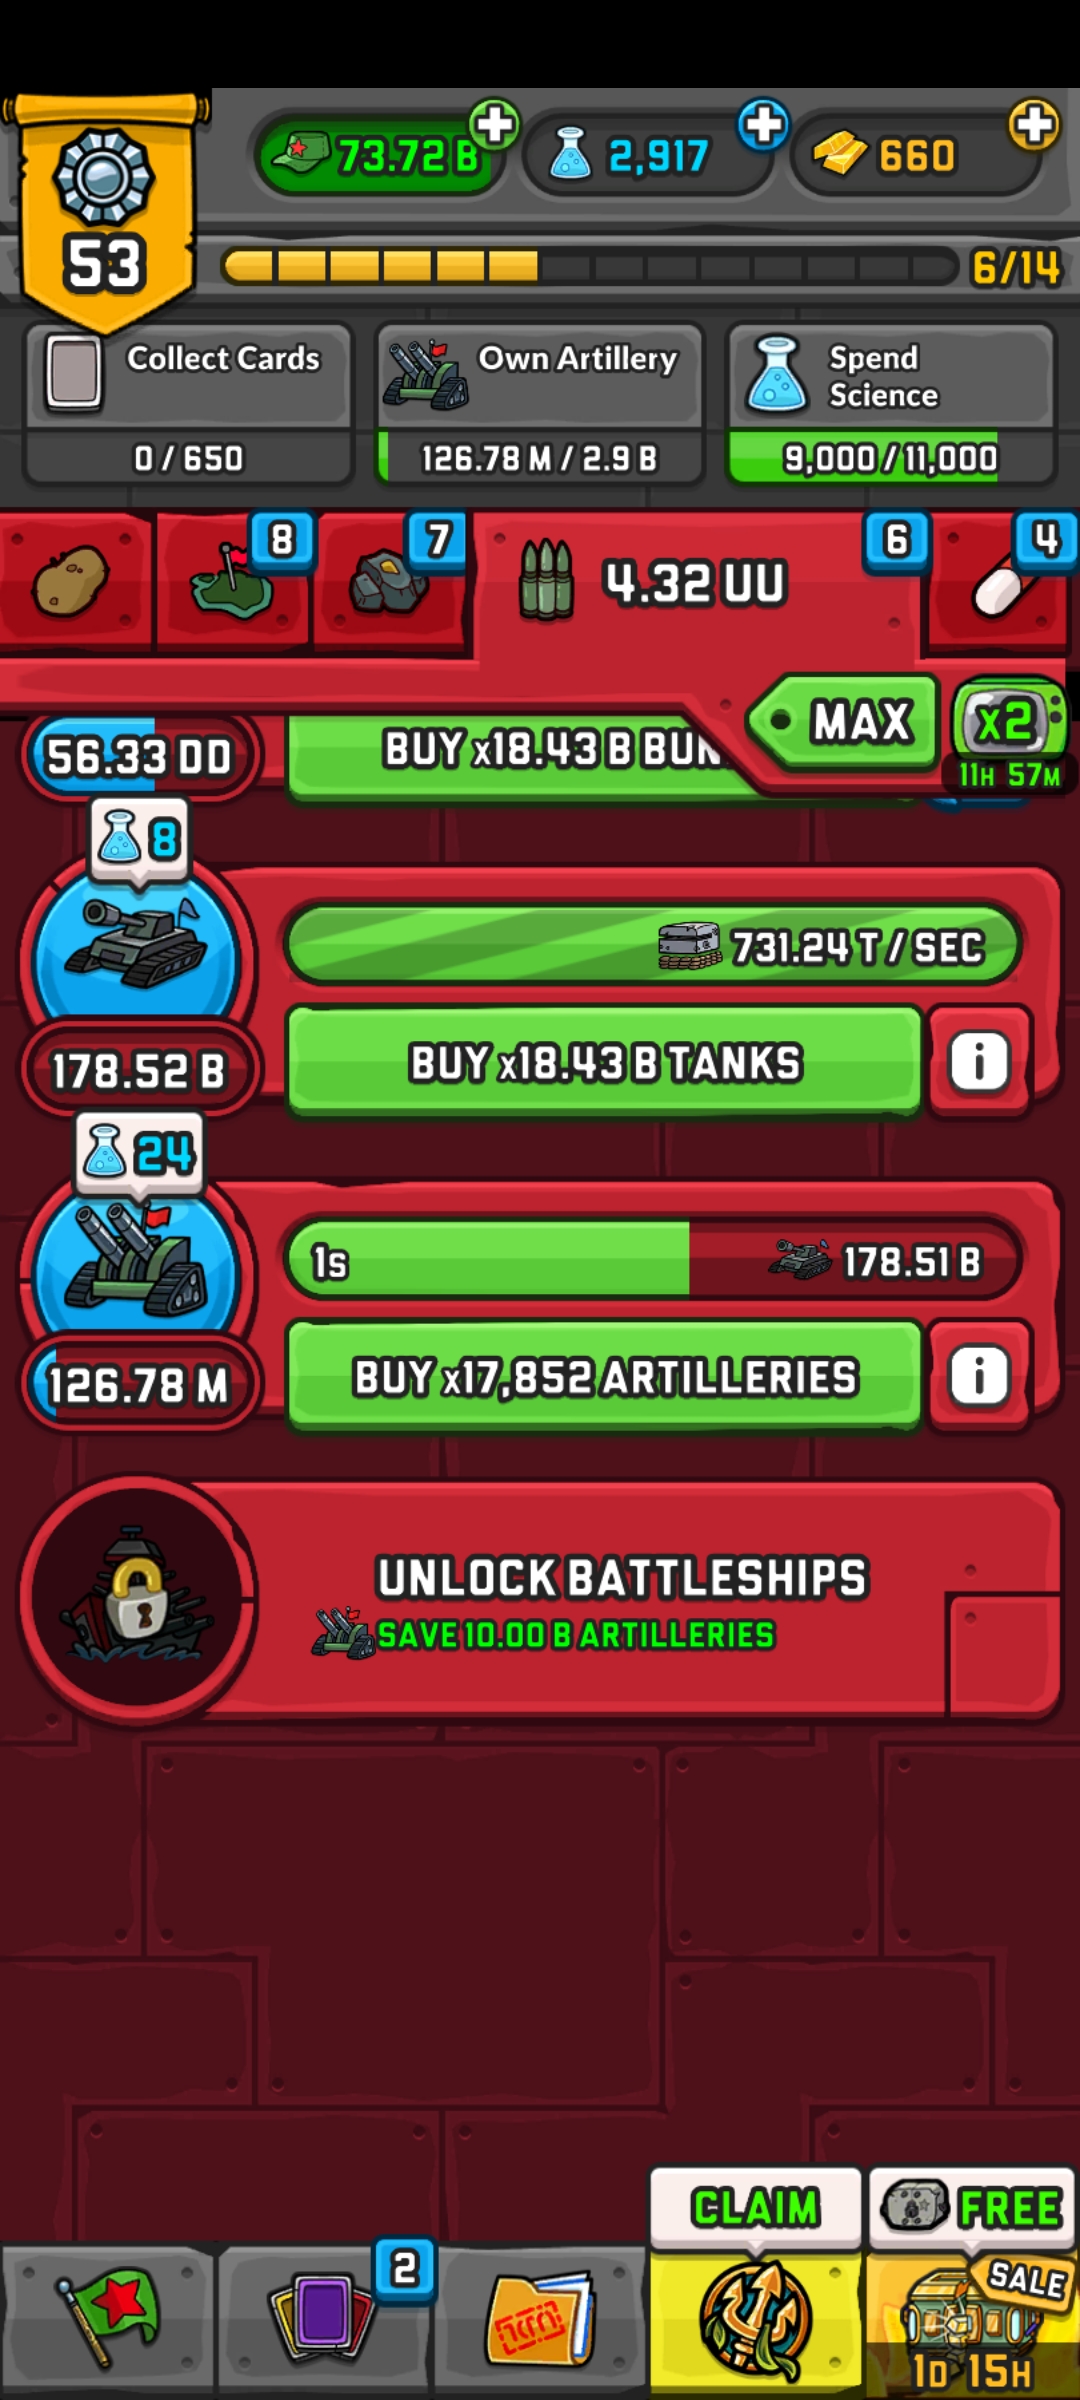 73.72 B
2,917
660
53
6/14
Collect Cards
0 / 650
Own Artillery
126.78 M / 2.9 B
Spend
Science
9,000 / 11,000
8
7
4.32 UU
6
4
MAX
x2
11H 57M
56.33 DD
BUY x18.43 B BUN
8
731.24 T / SEC
178.52 B
BUY x18.43 B TANKS
i
24
1s
178.51 B
126.78 M
BUY x17,852 ARTILLERIES
i
UNLOCK BATTLESHIPS
SAVE 10.00 B ARTILLERIES
CLAIM
FREE
2
SALE
1D 15H